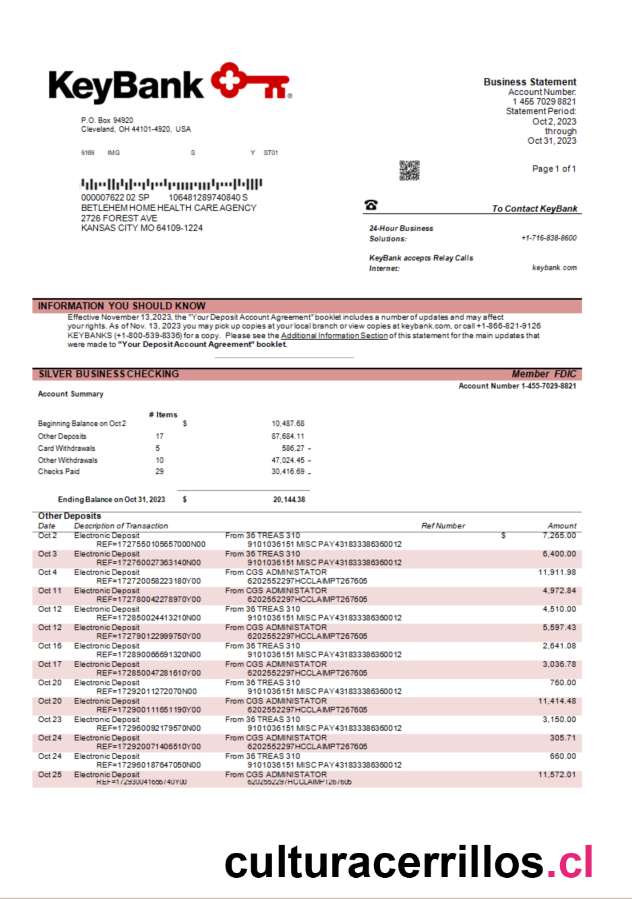 KeyBank
Business Statement
Account Number:
1 455 7029 8821
Statement Period:
Oct 2, 2023
through
Oct 31, 2023
P.O. Box 94920
Cleveland, OH 44101-4920, USA
5169 IMG S Y ST01
Page 1 of 1
000007622 02 SP 106481289740840 S
BETLEHEM HOME HEALTH CARE AGENCY
2726 FOREST AVE
KANSAS CITY MO 64109-1224
To Contact KeyBank
24-Hour Business
Solutions: +1-716-838-8600
KeyBank accepts Relay Calls
Internet: keybank.com
INFORMATION YOU SHOULD KNOW
Effective November 13,2023, the "Your Deposit Account Agreement" booklet includes a number of updates and may affect
your rights. As of Nov. 13, 2023 you may pick up copies at your local branch or view copies at keybank.com, or call +1-866-821-9126
KEYBANKS (+1-800-539-8336) for a copy. Please see the Additional Information Section of this statement for the main updates that
were made to "Your Deposit Account Agreement" booklet.
SILVER BUSINESS CHECKING Member FDIC
Account Number 1-455-7029-8821
Account Summary
# Items
Beginning Balance on Oct 2 $ 10,487.68
Other Deposits 17 87,684.11
Card Withdrawals 5 586.27 -
Other Withdrawals 10 47,024.45 -
Checks Paid 29 30,416.69 -
Ending Balance on Oct 31, 2023 $ 20,144.38
Other Deposits
Date Description of Transaction Ref Number Amount
Oct 2 Electronic Deposit From 36 TREAS 310 $ 7,265.00
REF=1727550105657000N00 9101036151 MISC PAY431833386360012
Oct 3 Electronic Deposit From 36 TREAS 310 6,400.00
REF=172760027363140N00 9101036151 MISC PAY431833386360012
Oct 4 Electronic Deposit From CGS ADMINISTATOR 11,911.98
REF=172720058223180Y00 6202552297HCCLAIMPT267605
Oct 11 Electronic Deposit From CGS ADMINISTATOR 4,972.84
REF=172780042278970Y00 6202552297HCCLAIMPT267605
Oct 12 Electronic Deposit From 36 TREAS 310 4,510.00
REF=172850024413210N00 9101036151 MISC PAY431833386360012
Oct 12 Electronic Deposit From CGS ADMINISTATOR 5,597.43
REF=172790122999750Y00 6202552297HCCLAIMPT267605
Oct 16 Electronic Deposit From 36 TREAS 310 2,641.08
REF=172890065691320N00 9101036151 MISC PAY431833386360012
Oct 17 Electronic Deposit From CGS ADMINISTATOR 3,036.78
REF=172850047281610Y00 6202552297HCCLAIMPT267605
Oct 20 Electronic Deposit From 36 TREAS 310 760.00
REF=17292011272070N00 9101036151 MISC PAY431833386360012
Oct 20 Electronic Deposit From CGS ADMINISTATOR 11,414.48
REF=172900111651190Y00 6202552297HCCLAIMPT267605
Oct 23 Electronic Deposit From 36 TREAS 310 3,150.00
REF=172960092179570N00 9101036151 MISC PAY431833386360012
Oct 24 Electronic Deposit From CGS ADMINISTATOR 305.71
REF=172920071406510Y00 6202552297HCCLAIMPT267605
Oct 24 Electronic Deposit From 36 TREAS 310 660.00
REF=172960187647050N00 9101036151 MISC PAY431833386360012
Oct 25 Electronic Deposit From CGS ADMINISTATOR 11,572.01
REF=172930041656740Y00 6202552297HCCLAIMPT267605
culturacerrillos.cl